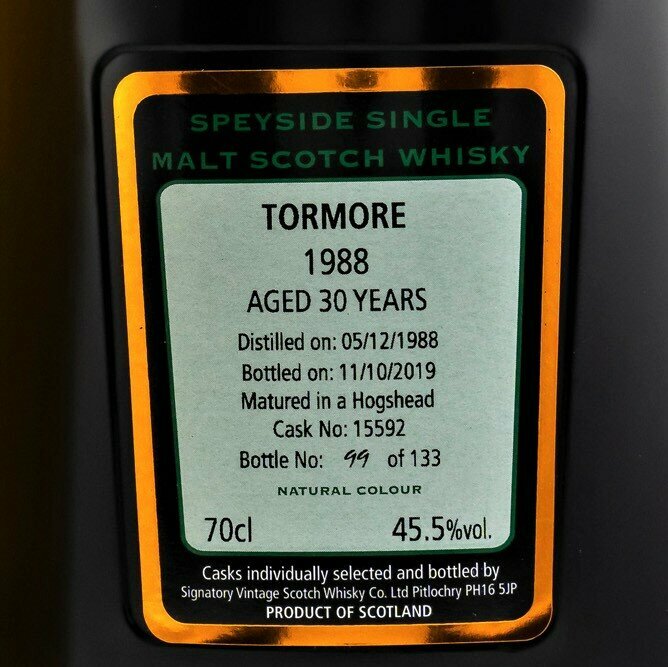 SPEYSIDE SINGLE
MALT SCOTCH WHISKY
TORMORE
1988
AGED 30 YEARS
Distilled on: 05/12/1988
Bottled on: 11/10/2019
Matured in a Hogshead
Cask No: 15592
Bottle No: 99 of 133
NATURAL COLOUR
70cl 45.5%vol.
Casks individually selected and bottled by
Signatory Vintage Scotch Whisky Co. Ltd Pitlochry PH16 5JP
PRODUCT OF SCOTLAND